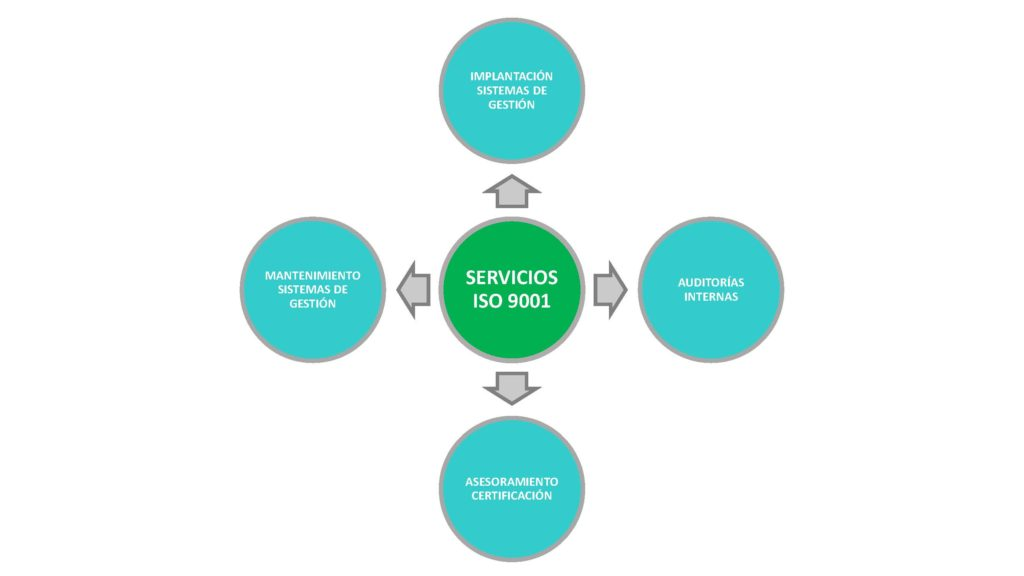 IMPLANTACIÓN
SISTEMAS DE
GESTIÓN
MANTENIMIENTO
SISTEMAS DE
GESTIÓN
SERVICIOS
ISO 9001
AUDITORÍAS
INTERNAS
ASESORAMIENTO
CERTIFICACIÓN